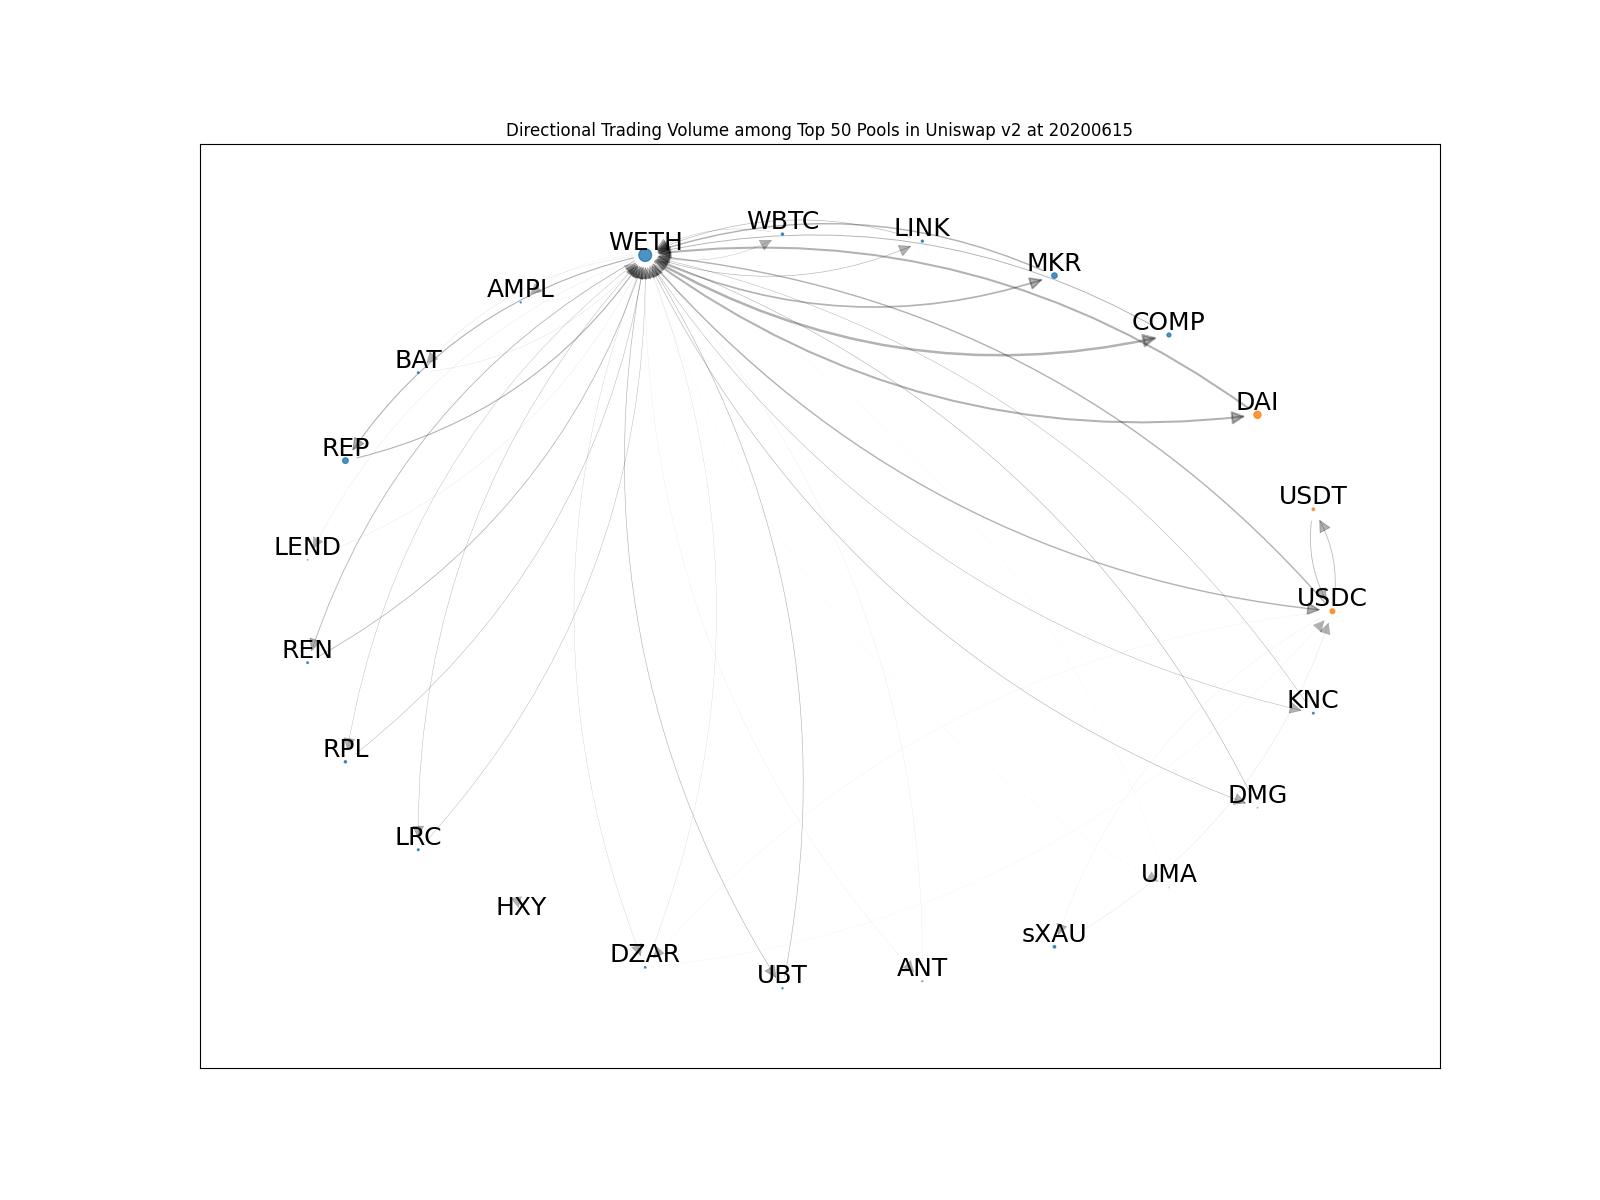 Directional Trading Volume among Top 50 Pools in Uniswap v2 at 20200615
WBTC
LINK
WETH
MKR
AMPL
COMP
BAT
DAI
REP
USDT
LEND
USDC
REN
KNC
RPL
DMG
LRC
UMA
HXY
sXAU
DZAR
UBT
ANT